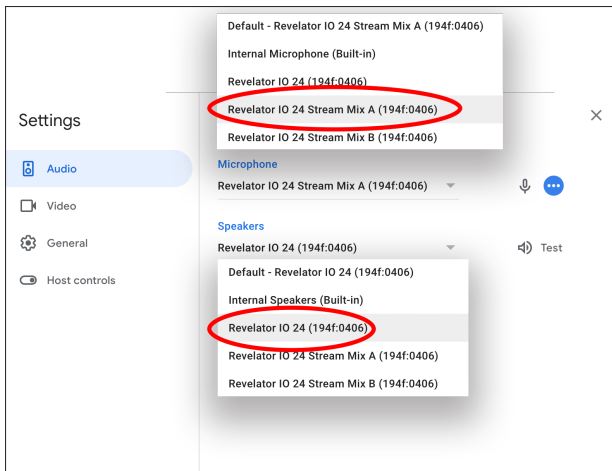 Default - Revelator IO 24 Stream Mix A (194f:0406)
Internal Microphone (Built-in)
Revelator IO 24 (194f:0406)
Revelator IO 24 Stream Mix A (194f:0406)
Revelator IO 24 Stream Mix B (194f:0406)
Settings
Audio
Video
General
Host controls
Microphone
Revelator IO 24 Stream Mix A (194f:0406)
Speakers
Revelator IO 24 (194f:0406)
Test
Default - Revelator IO 24 (194f:0406)
Internal Speakers (Built-in)
Revelator IO 24 (194f:0406)
Revelator IO 24 Stream Mix A (194f:0406)
Revelator IO 24 Stream Mix B (194f:0406)